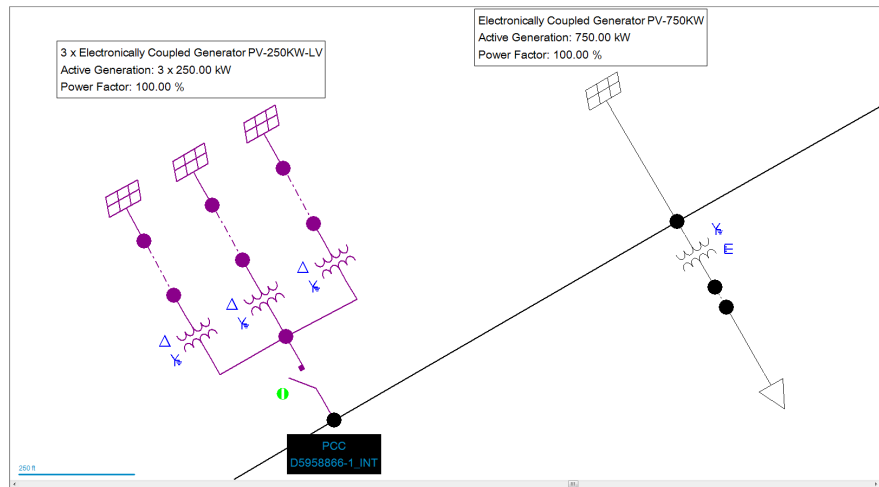 Electronically Coupled Generator PV-750KW
Active Generation: 750.00 kW
Power Factor: 100.00 %
3 x Electronically Coupled Generator PV-250KW-LV
Active Generation: 3 x 250.00 kW
Power Factor: 100.00 %
PCC
D5958866-1_INT
250 ft